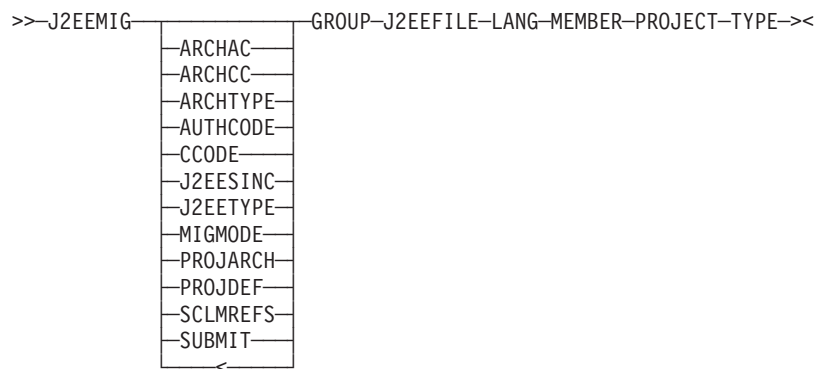 >>─J2EEMIG─┬──────────┬─GROUP─J2EEFILE─LANG─MEMBER─PROJECT─TYPE─><
├─ARCHAC───┤
├─ARCHCC───┤
├─ARCHTYPE─┤
├─AUTHCODE─┤
├─CCODE────┤
├─J2EESINC─┤
├─J2EETYPE─┤
├─MIGMODE──┤
├─PROJARCH─┤
├─PROJDEF──┤
├─SCLMREFS─┤
├─SUBMIT───┤
└────<─────┘